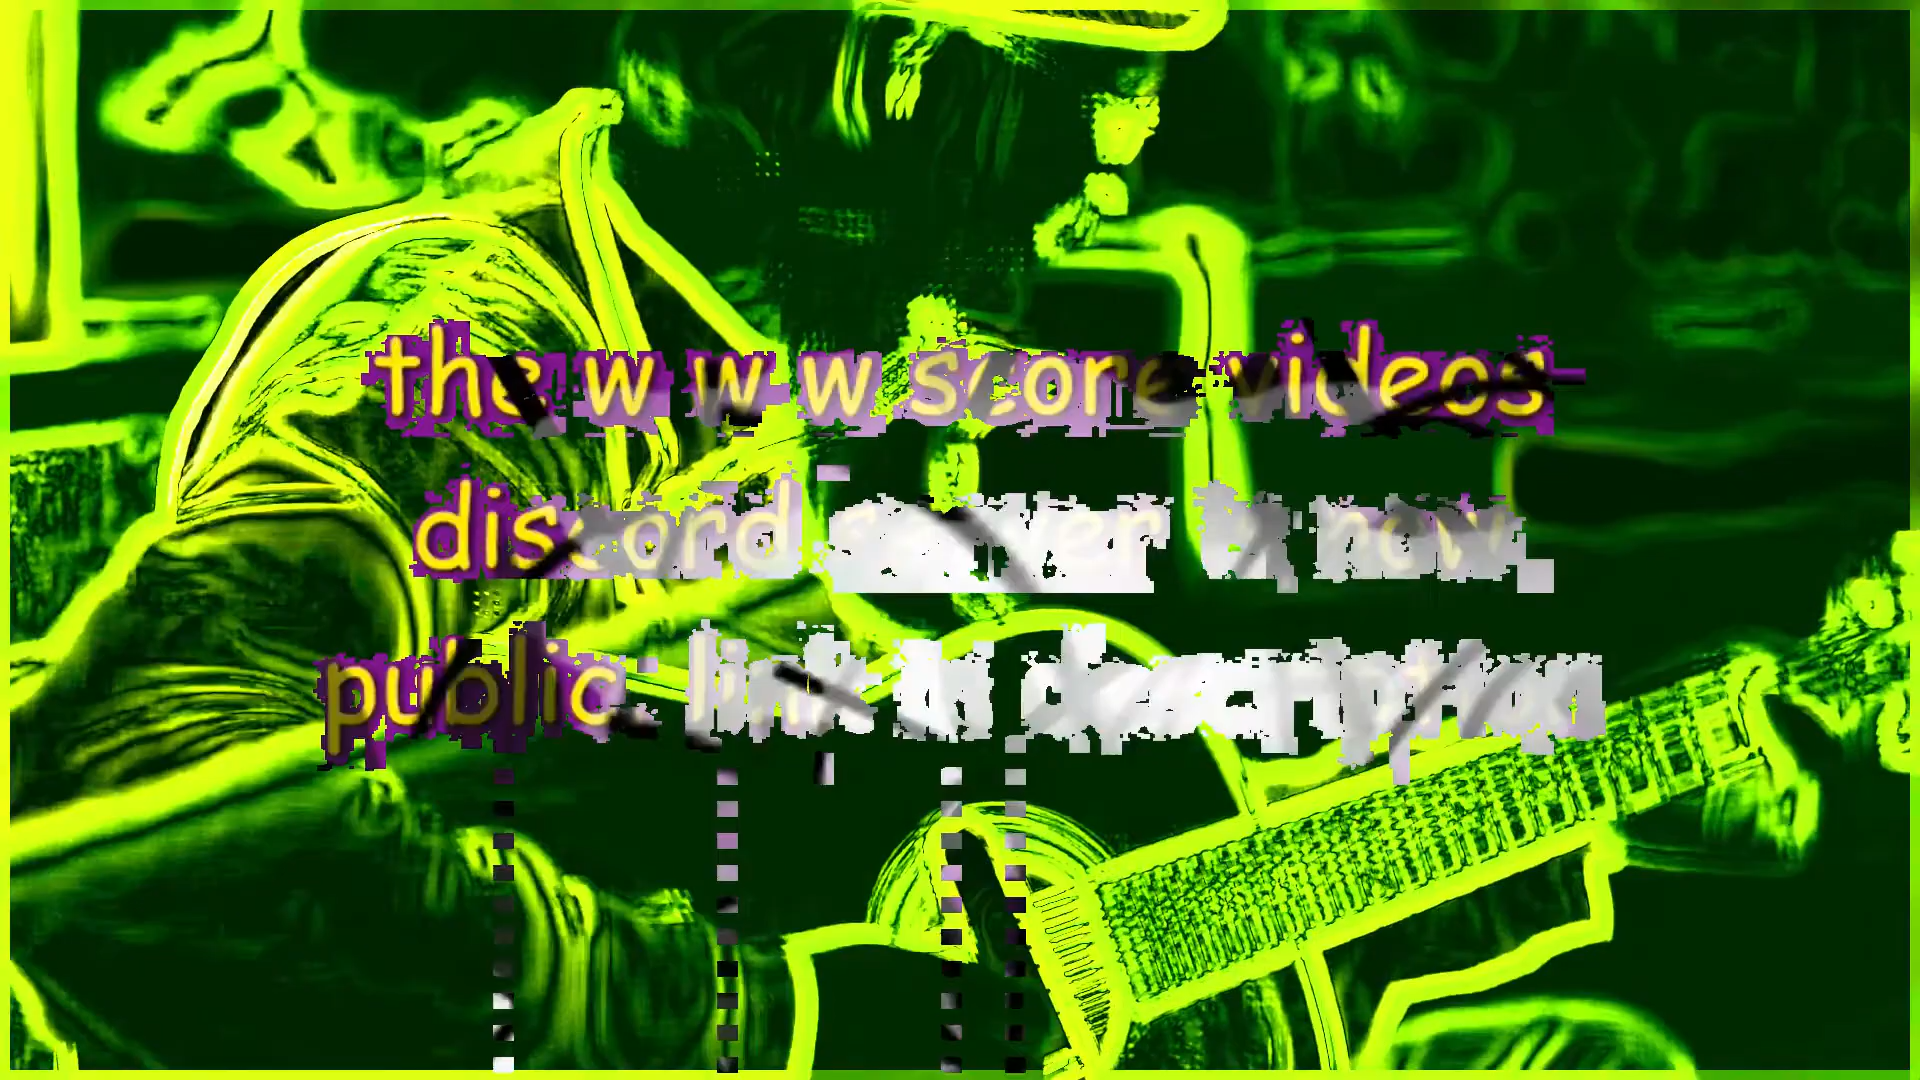 the w w w score videos
discord server is now
public link in description